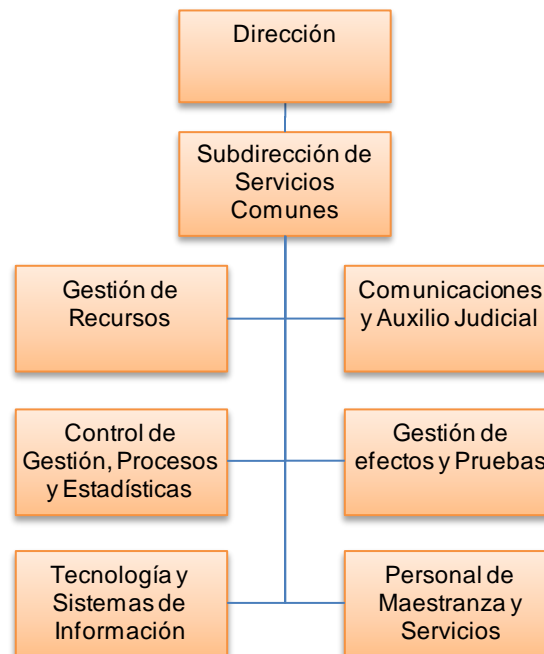 Dirección
Subdirección de
Servicios
Comunes
Gestión de
Recursos
Comunicaciones
y Auxilio Judicial
Control de
Gestión, Procesos
y Estadísticas
Gestión de
efectos y Pruebas
Tecnología y
Sistemas de
Información
Personal de
Maestranza y
Servicios